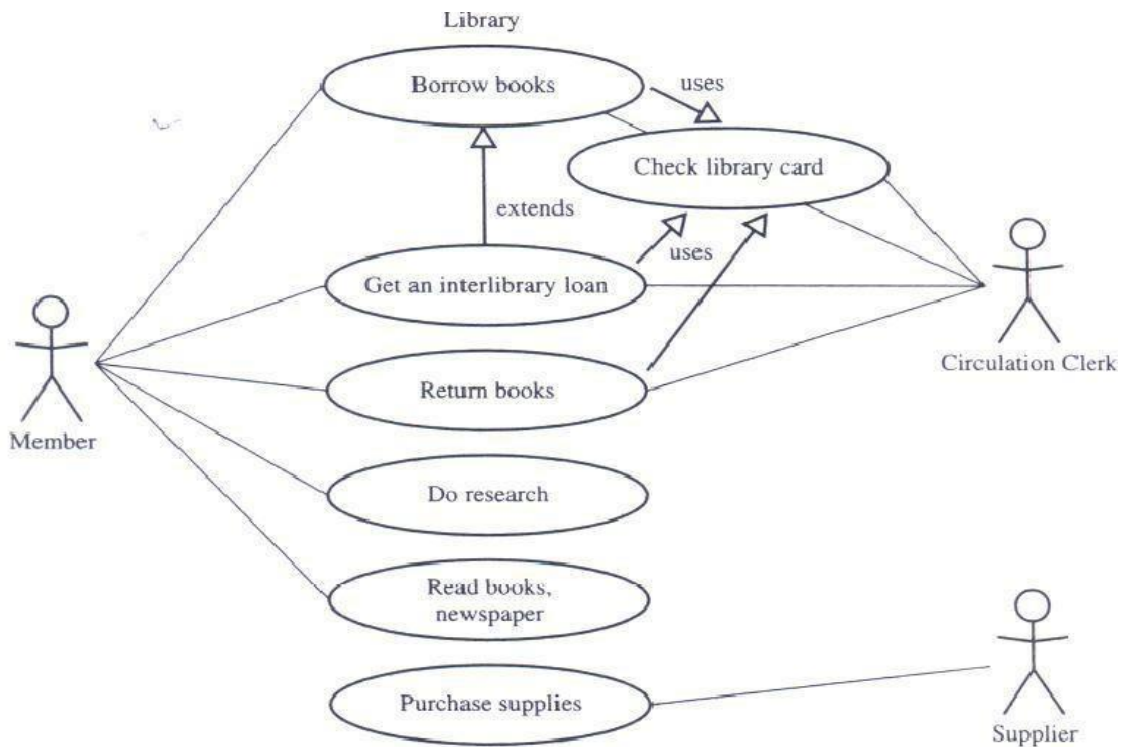 Library
Borrow books
uses
Check library card
extends
uses
Get an interlibrary loan
Circulation Clerk
Return books
Member
Do research
Read books,
newspaper
Purchase supplies
Supplier